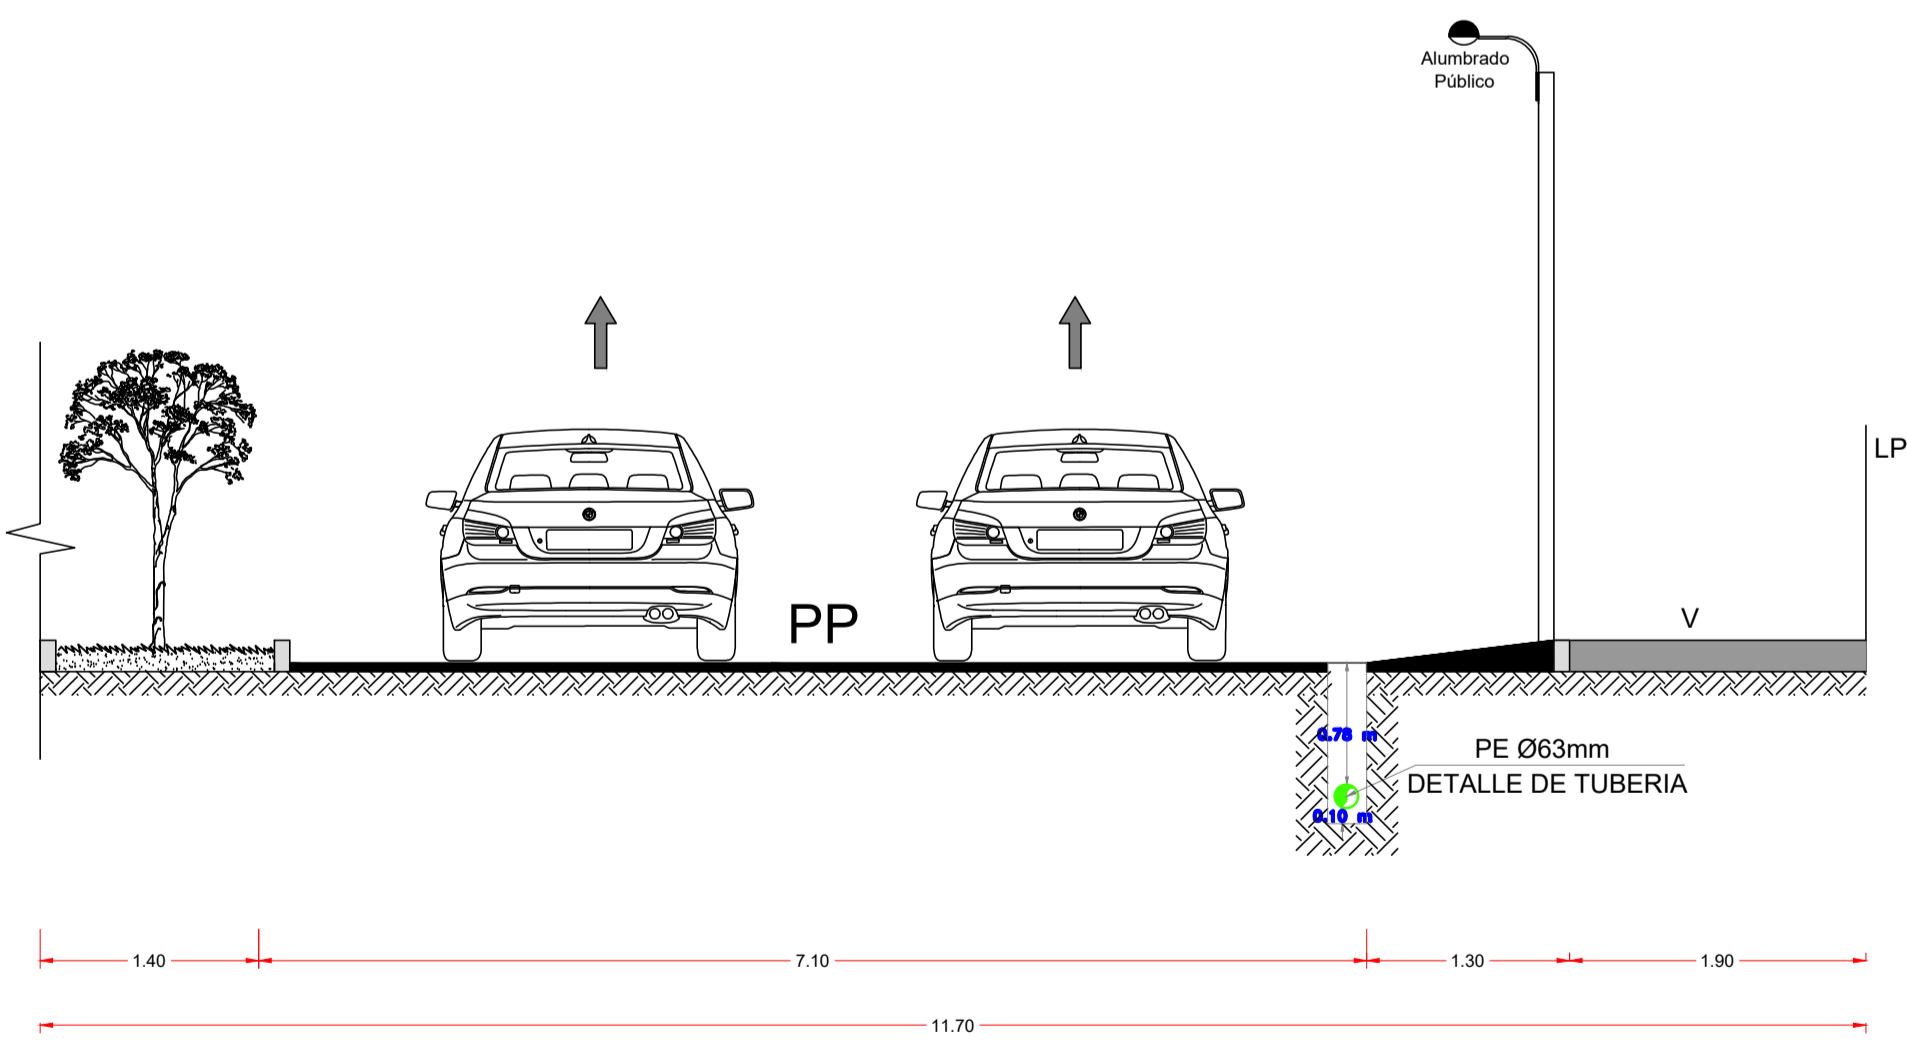 Alumbrado
Público
LP
PP
V
0.78 m
PE Ø63mm
DETALLE DE TUBERIA
0.10 m
1.40
7.10
1.30
1.90
11.70